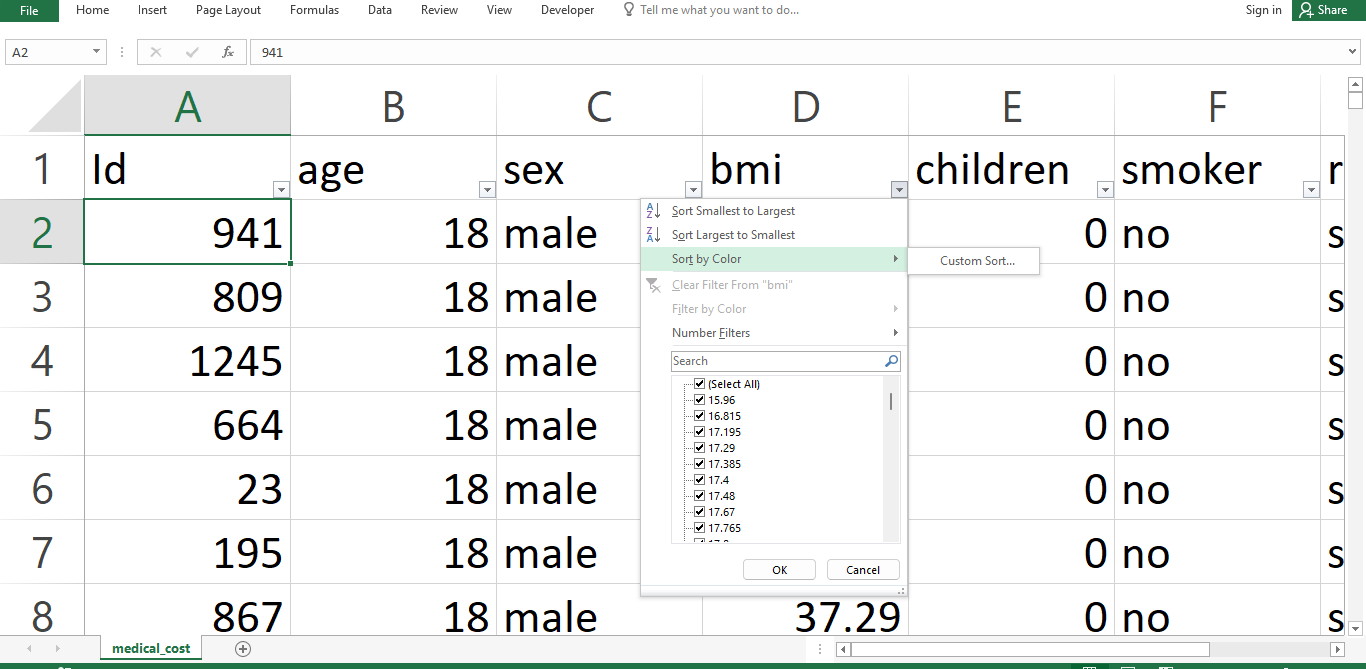 File Home Insert Page Layout Formulas Data Review View Developer Tell me what you want to do... Sign in Share
A2 fx 941
A B C D E F
1 Id age sex bmi children smoker r
2 941 18 male 0 no s
3 809 18 male 0 no s
4 1245 18 male 0 no s
5 664 18 male 0 no s
6 23 18 male 0 no s
7 195 18 male 0 no s
8 867 18 male 37.29 0 no s
Sort Smallest to Largest
Sort Largest to Smallest
Sort by Color
Custom Sort...
Clear Filter From "bmi"
Filter by Color
Number Filters
Search
(Select All)
15.96
16.815
17.195
17.29
17.385
17.4
17.48
17.67
17.765
OK Cancel
medical_cost